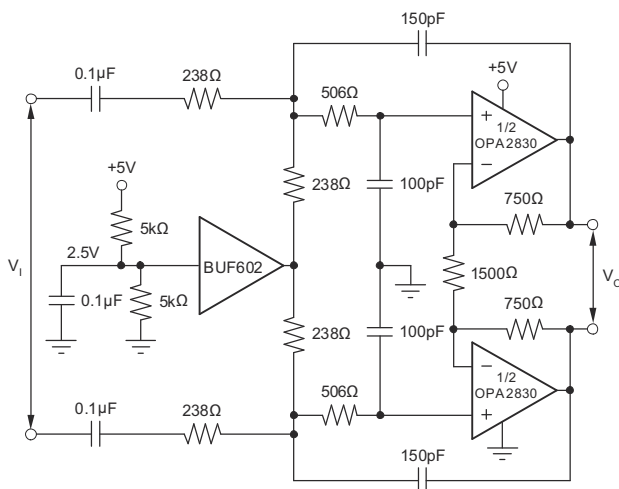 150pF
0.1μF
238Ω
+5V
506Ω
+
1/2
OPA2830
−
+5V
238Ω
100pF
750Ω
5kΩ
2.5V
BUF602
1500Ω
V_I
V_O
0.1μF
5kΩ
238Ω
100pF
750Ω
−
1/2
OPA2830
+
0.1μF
238Ω
506Ω
150pF